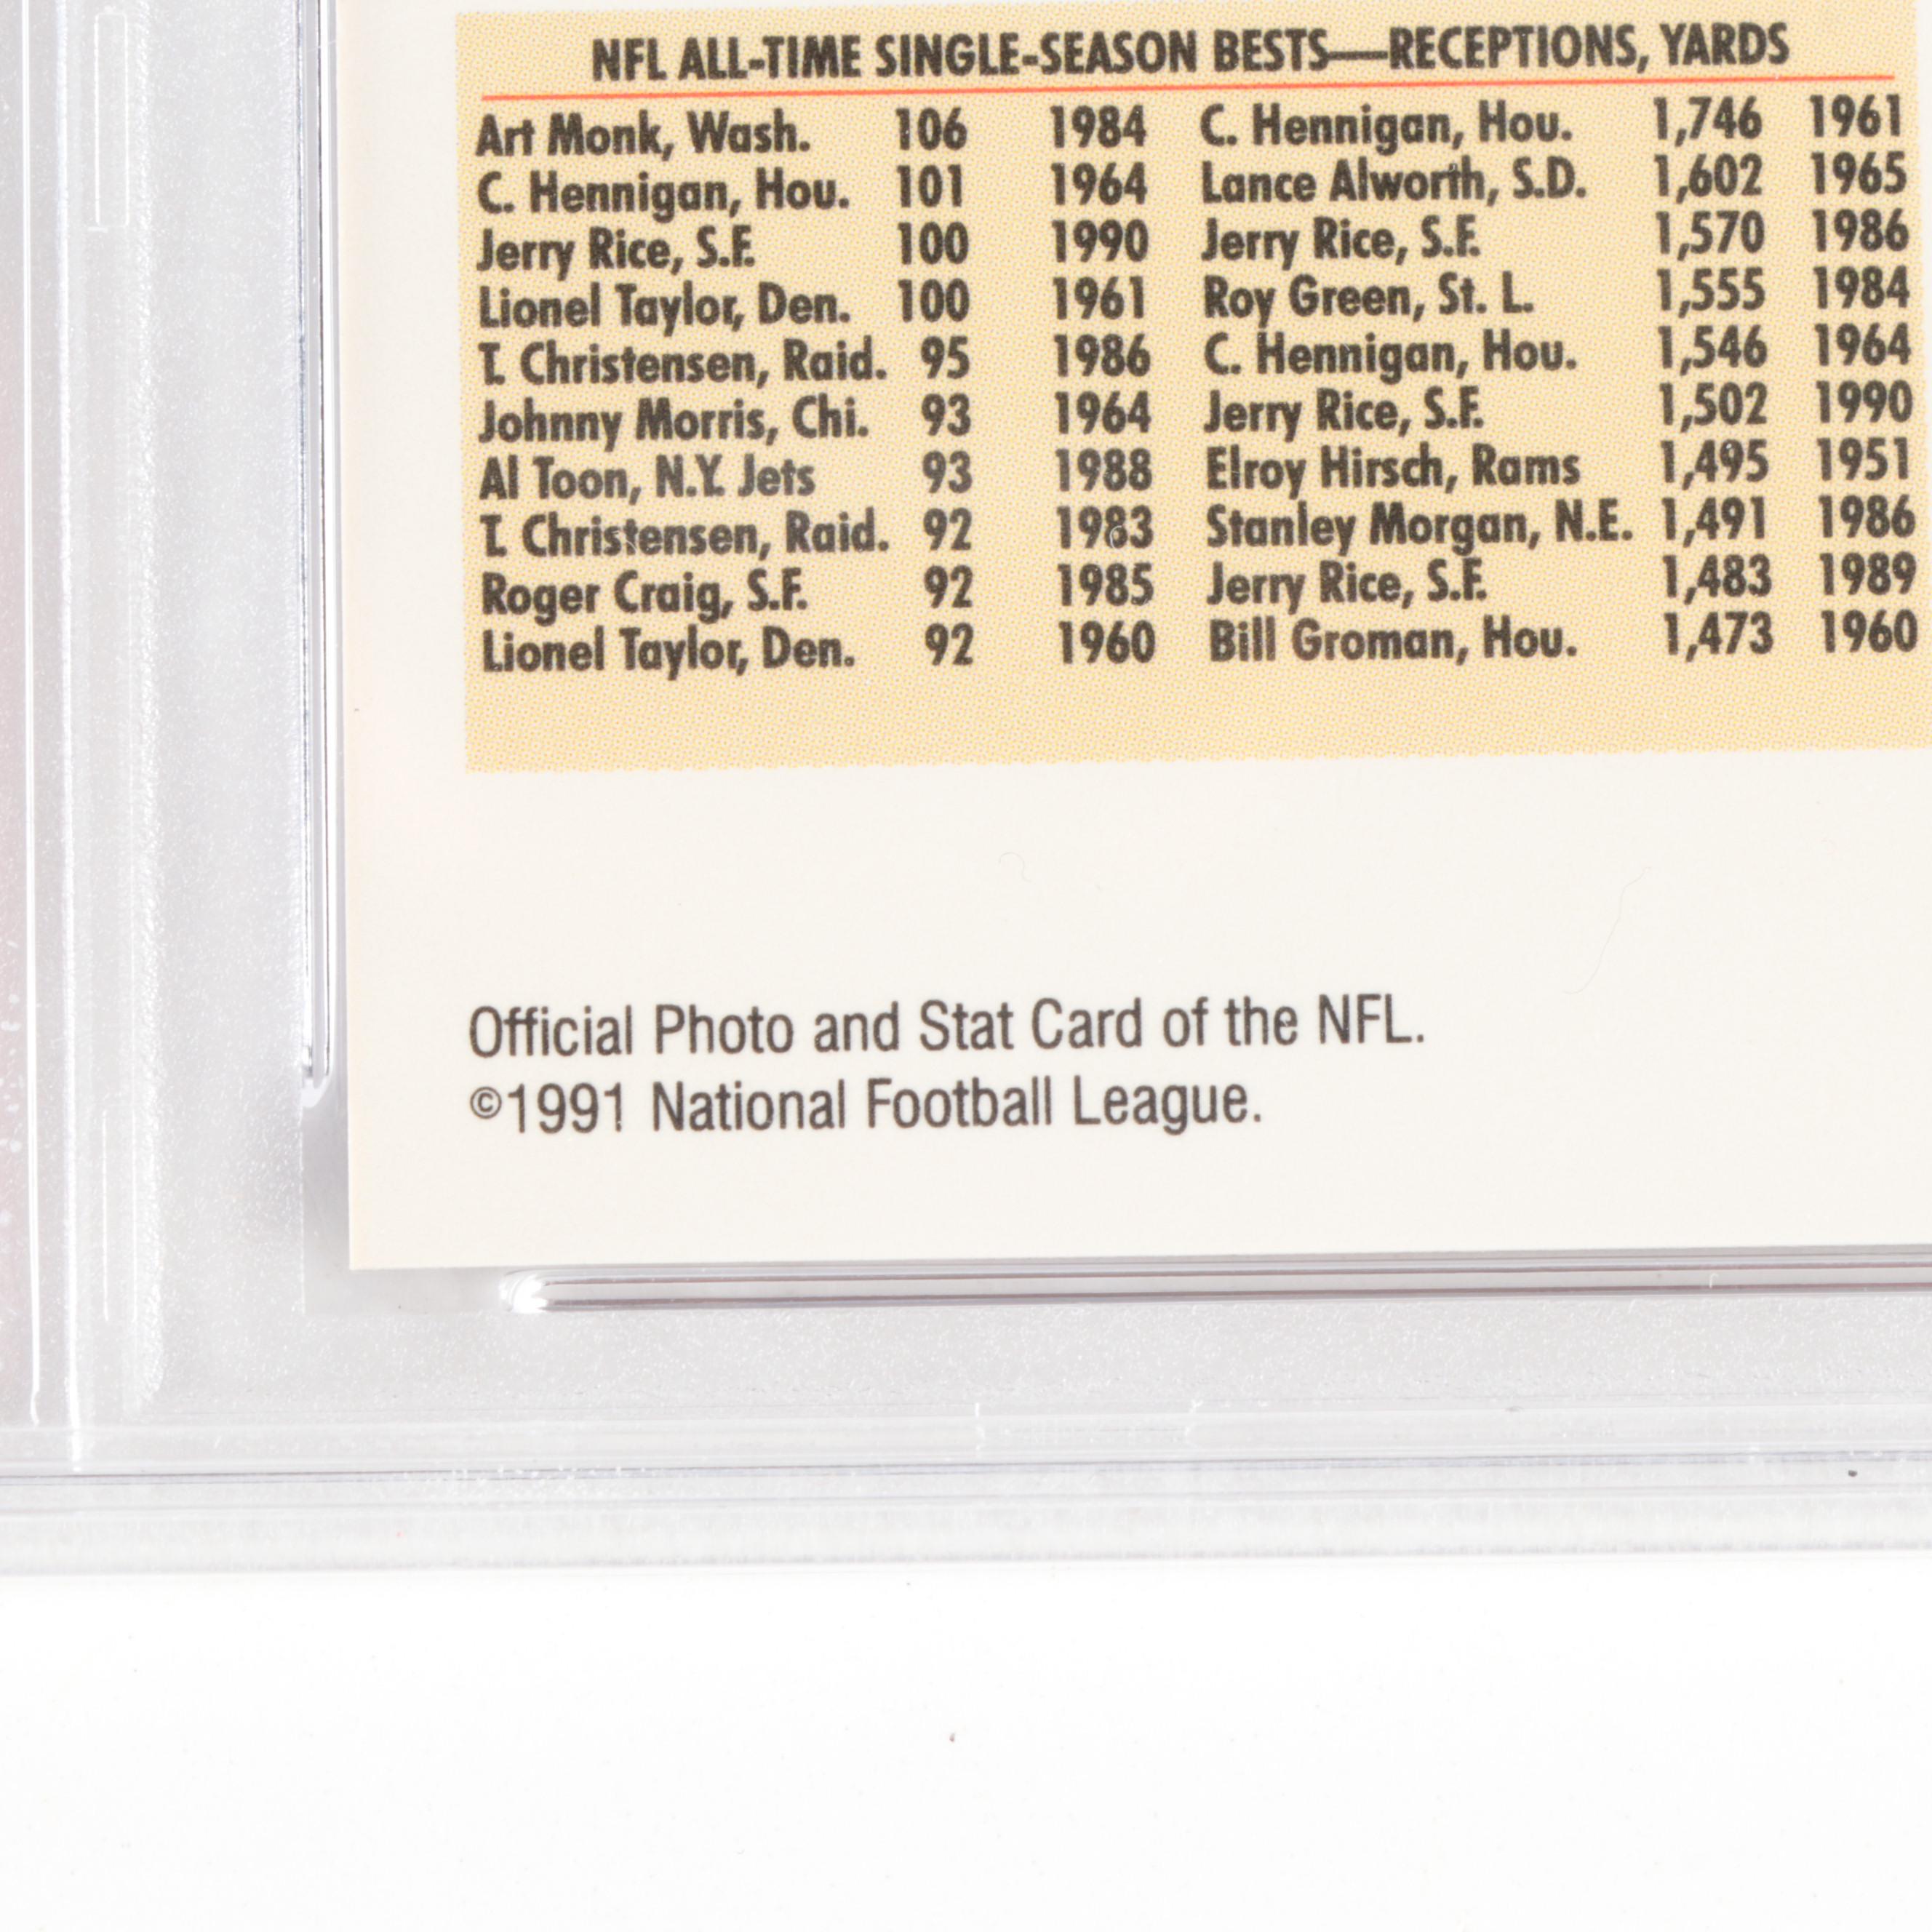 NFL ALL-TIME SINGLE-SEASON BESTS—RECEPTIONS, YARDS
Art Monk, Wash. 106 1984 C. Hennigan, Hou. 1,746 1961
C. Hennigan, Hou. 101 1964 Lance Alworth, S.D. 1,602 1965
Jerry Rice, S.F. 100 1990 Jerry Rice, S.F. 1,570 1986
Lionel Taylor, Den. 100 1961 Roy Green, St. L. 1,555 1984
T. Christensen, Raid. 95 1986 C. Hennigan, Hou. 1,546 1964
Johnny Morris, Chi. 93 1964 Jerry Rice, S.F. 1,502 1990
Al Toon, N.Y. Jets 93 1988 Elroy Hirsch, Rams 1,495 1951
T. Christensen, Raid. 92 1983 Stanley Morgan, N.E. 1,491 1986
Roger Craig, S.F. 92 1985 Jerry Rice, S.F. 1,483 1989
Lionel Taylor, Den. 92 1960 Bill Groman, Hou. 1,473 1960
Official Photo and Stat Card of the NFL.
©1991 National Football League.